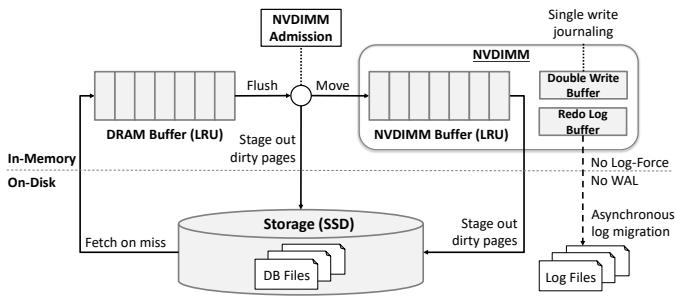 NVDIMM
Admission
Single write
journaling
NVDIMM
Flush
Move
Double Write
Buffer
Redo Log
Buffer
DRAM Buffer (LRU)
NVDIMM Buffer (LRU)
Stage out
dirty pages
In-Memory
On-Disk
No Log-Force
No WAL
Storage (SSD)
Fetch on miss
DB Files
Stage out
dirty pages
Asynchronous
log migration
Log Files